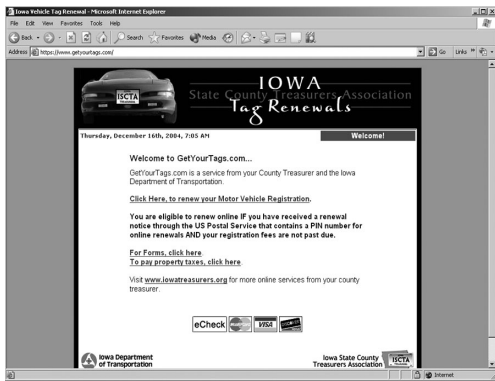 Iowa Vehicle Tag Renewal - Microsoft Internet Explorer
File Edit View Favorites Tools Help
Back Search Favorites Media
Address https://www.getyourtags.com/ Go Links »
ISCTA
IOWA
State County Treasurers Association
Tag Renewals
Thursday, December 16th, 2004, 7:05 AM Welcome!
Welcome to GetYourTags.com...
GetYourTags.com is a service from your County Treasurer and the Iowa
Department of Transportation.
Click Here, to renew your Motor Vehicle Registration.
You are eligible to renew online IF you have received a renewal
notice through the US Postal Service that contains a PIN number for
online renewals AND your registration fees are not past due.
For Forms, click here.
To pay property taxes, click here.
Visit www.iowatreasurers.org for more online services from your county
treasurer.
eCheck VISA
Iowa Department
of Transportation
Iowa State County
Treasurers Association
ISCTA
Internet